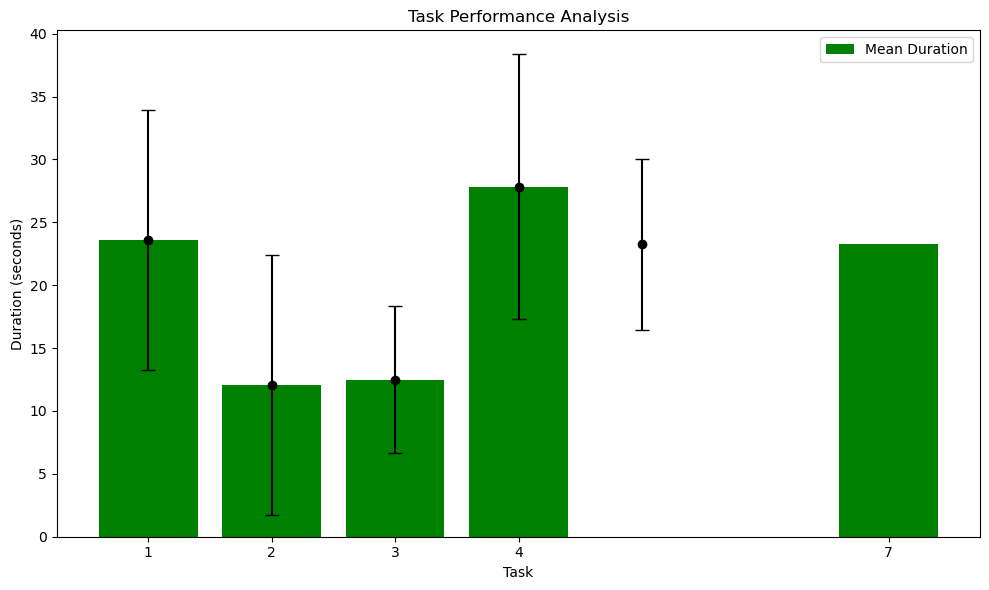 Task Performance Analysis
Mean Duration
Duration (seconds)
40
35
30
25
20
15
10
5
0
1 2 3 4 7
Task